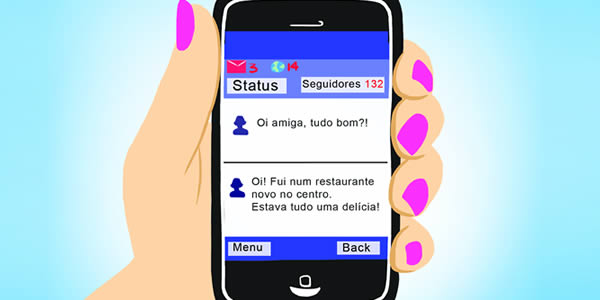 3 14
Status Seguidores 132
Oi amiga, tudo bom?!
Oi! Fui num restaurante
novo no centro.
Estava tudo uma delícia!
Menu Back